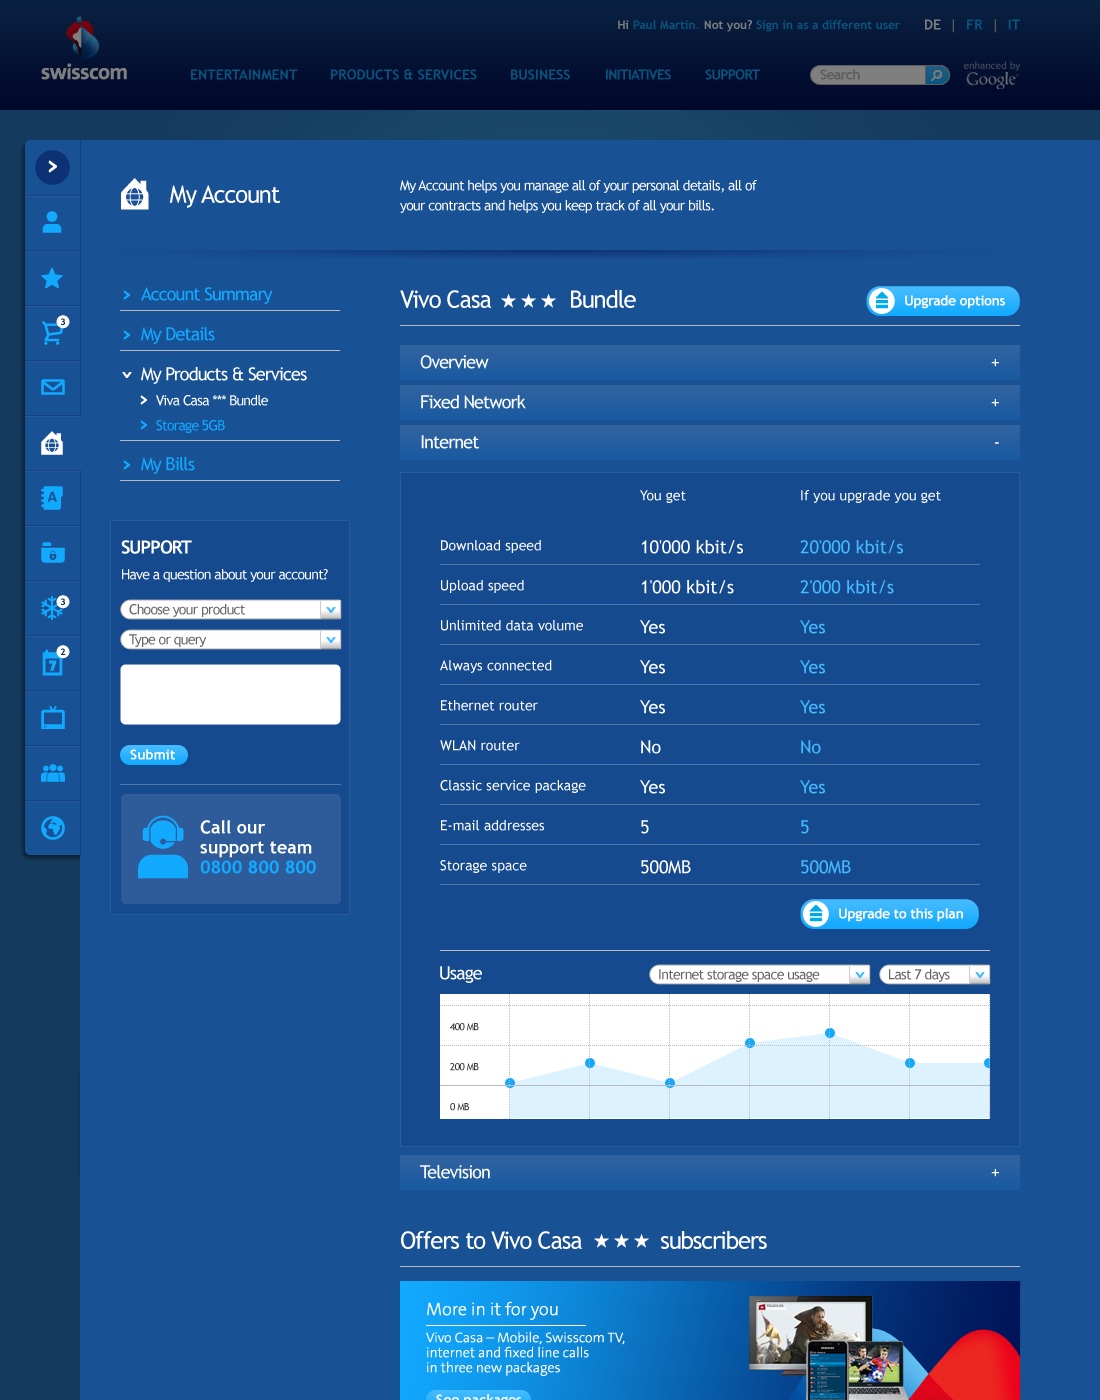 Hi Paul Martin. Not you? Sign in as a different user
DE | FR | IT
swisscom
ENTERTAINMENT
PRODUCTS & SERVICES
BUSINESS
INITIATIVES
SUPPORT
Search
enhanced by
Google
My Account
My Account helps you manage all of your personal details, all of
your contracts and helps you keep track of all your bills.
3
A
3
2
7
Account Summary
My Details
My Products & Services
Viva Casa *** Bundle
Storage 5GB
My Bills
SUPPORT
Have a question about your account?
Choose your product
Type or query
Submit
Call our
support team
0800 800 800
Vivo Casa ★★★ Bundle
Upgrade options
Overview +
Fixed Network +
Internet -
You get If you upgrade you get
Download speed 10'000 kbit/s 20'000 kbit/s
Upload speed 1'000 kbit/s 2'000 kbit/s
Unlimited data volume Yes Yes
Always connected Yes Yes
Ethernet router Yes Yes
WLAN router No No
Classic service package Yes Yes
E-mail addresses 5 5
Storage space 500MB 500MB
Upgrade to this plan
Usage
Internet storage space usage
Last 7 days
400 MB
200 MB
0 MB
Television +
Offers to Vivo Casa ★★★ subscribers
More in it for you
Vivo Casa – Mobile, Swisscom TV,
internet and fixed line calls
in three new packages
See packages